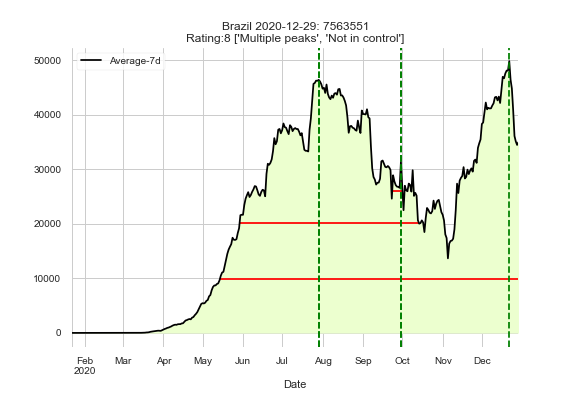 Brazil 2020-12-29: 7563551
Rating:8 ['Multiple peaks', 'Not in control']
Average-7d
50000
40000
30000
20000
10000
0
Feb Mar Apr May Jun Jul Aug Sep Oct Nov Dec
2020
Date